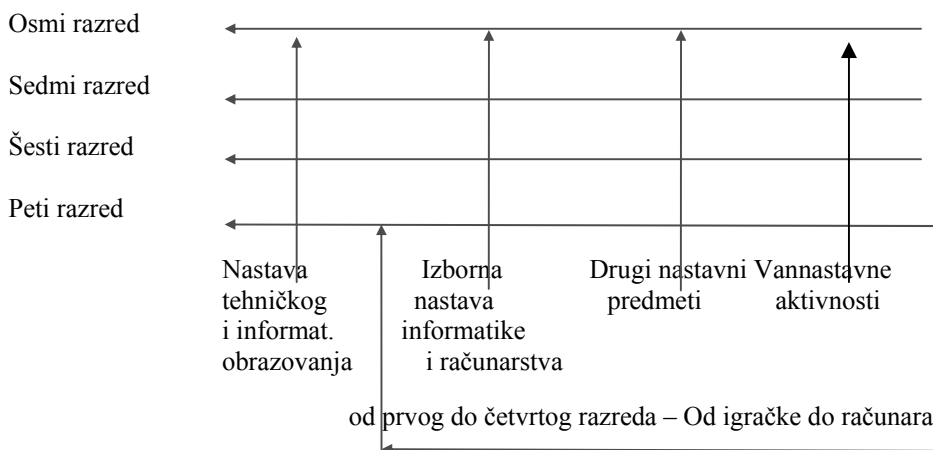 Osmi razred
Sedmi razred
Šesti razred
Peti razred
Nastava
tehničkog
i informat.
obrazovanja
Izborna
nastava
informatike
i računarstva
Drugi nastavni
predmeti
Vannastavne
aktivnosti
od prvog do četvrtog razreda – Od igračke do računara